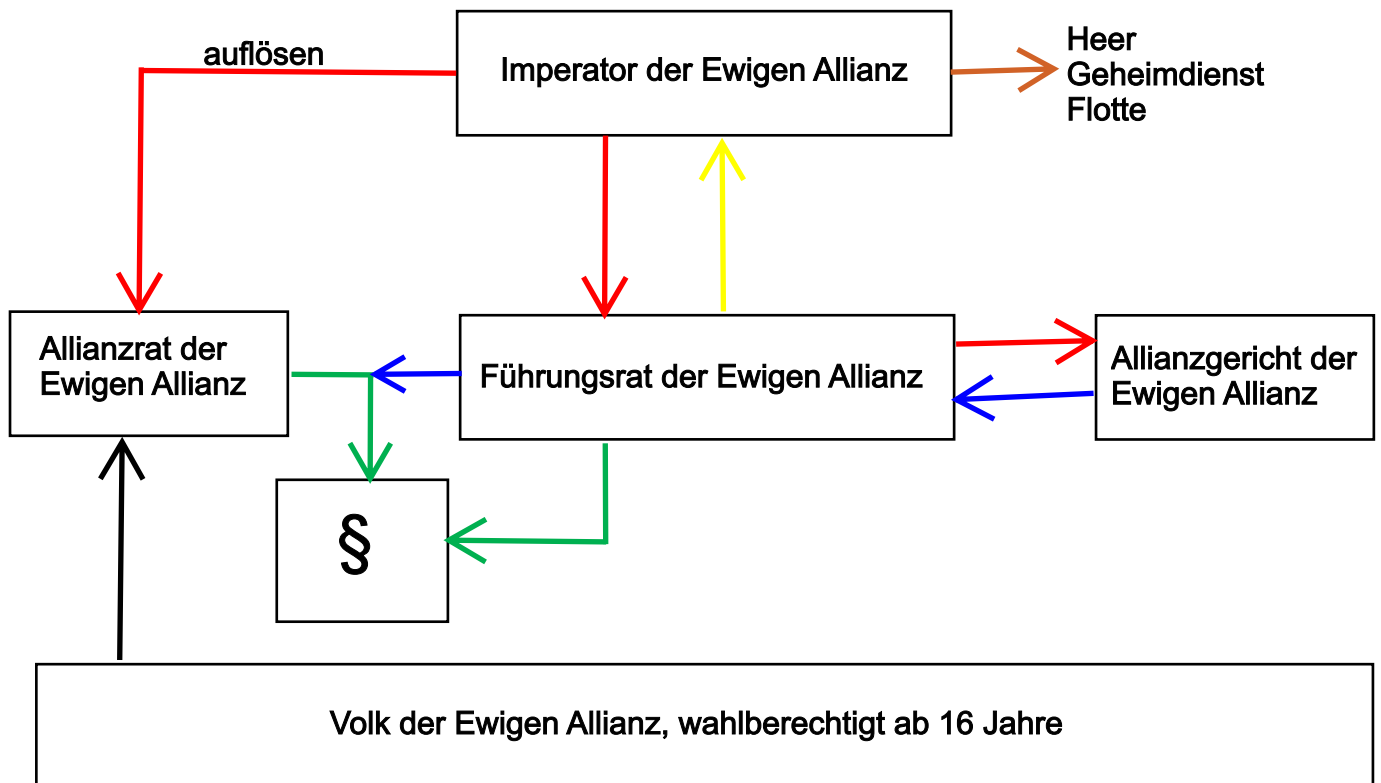 auflösen
Imperator der Ewigen Allianz
Heer
Geheimdienst
Flotte
Allianzrat der
Ewigen Allianz
Führungsrat der Ewigen Allianz
Allianzgericht der
Ewigen Allianz
§
Volk der Ewigen Allianz, wahlberechtigt ab 16 Jahre